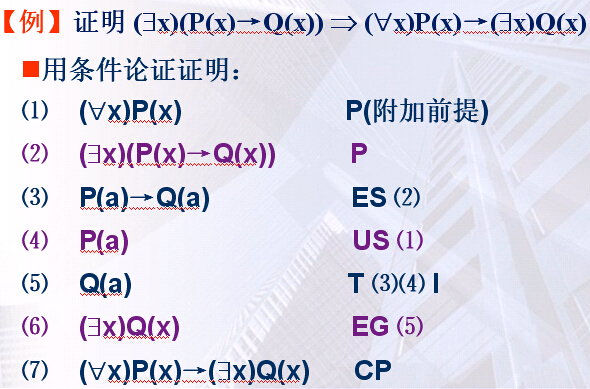 【例】证明 (∃x)(P(x)→Q(x)) ⇒ (∀x)P(x)→(∃x)Q(x)
■用条件论证证明：
⑴ (∀x)P(x) P(附加前提)
⑵ (∃x)(P(x)→Q(x)) P
⑶ P(a)→Q(a) ES ⑵
⑷ P(a) US ⑴
⑸ Q(a) T ⑶⑷ I
⑹ (∃x)Q(x) EG ⑸
⑺ (∀x)P(x)→(∃x)Q(x) CP